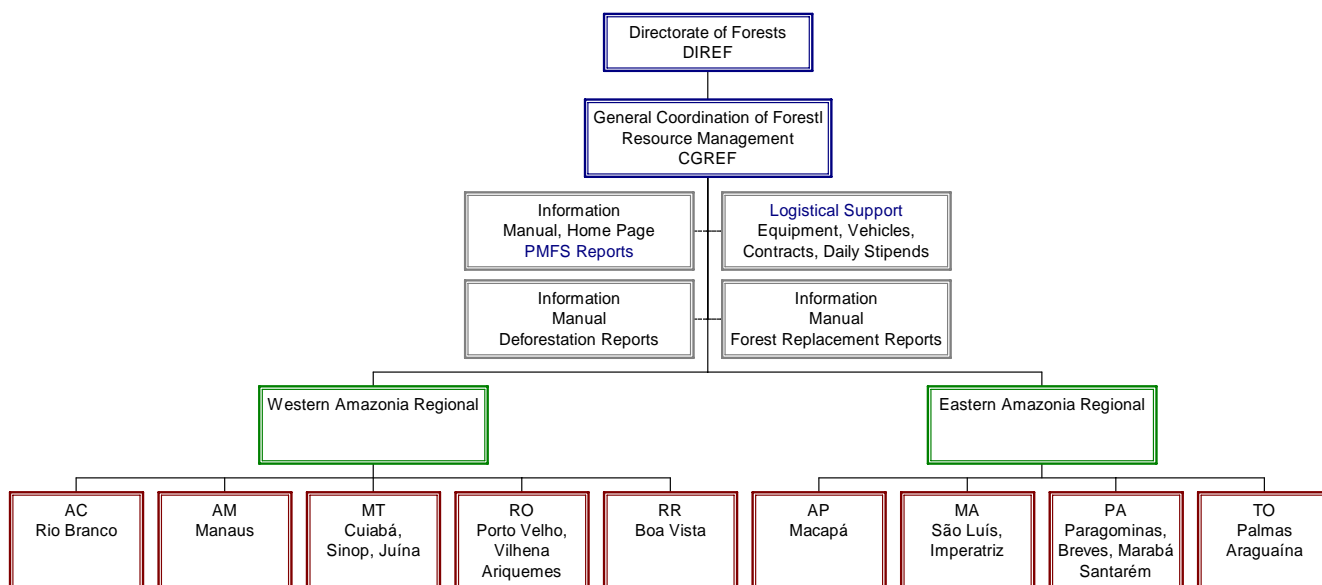 Directorate of Forests
DIREF
General Coordination of Forestl
Resource Management
CGREF
Information
Manual, Home Page
PMFS Reports
Logistical Support
Equipment, Vehicles,
Contracts, Daily Stipends
Information
Manual
Deforestation Reports
Information
Manual
Forest Replacement Reports
Western Amazonia Regional
Eastern Amazonia Regional
AC
Rio Branco
AM
Manaus
MT
Cuiabá,
Sinop, Juína
RO
Porto Velho,
Vilhena
Ariquemes
RR
Boa Vista
AP
Macapá
MA
São Luís,
Imperatriz
PA
Paragominas,
Breves, Marabá
Santarém
TO
Palmas
Araguaína